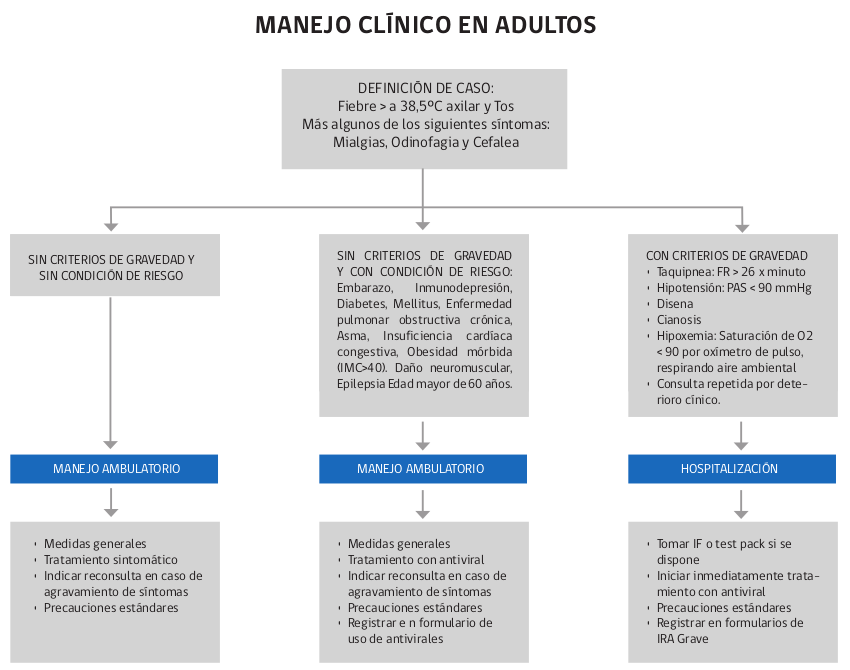 MANEJO CLÍNICO EN ADULTOS
DEFINICIÓN DE CASO:
Fiebre > a 38,5ºC axilar y Tos
Más algunos de los siguientes síntomas:
Mialgias, Odinofagia y Cefalea
SIN CRITERIOS DE GRAVEDAD Y
SIN CONDICIÓN DE RIESGO
SIN CRITERIOS DE GRAVEDAD
Y CON CONDICIÓN DE RIESGO:
Embarazo, Inmunodepresión,
Diabetes, Mellitus, Enfermedad
pulmonar obstructiva crónica,
Asma, Insuficiencia cardíaca
congestiva, Obesidad mórbida
(IMC>40). Daño neuromuscular,
Epilepsia Edad mayor de 60 años.
CON CRITERIOS DE GRAVEDAD
• Taquipnea: FR > 26 x minuto
• Hipotensión: PAS < 90 mmHg
• Disena
• Cianosis
• Hipoxemia: Saturación de O2
< 90 por oxímetro de pulso,
respirando aire ambiental
• Consulta repetida por dete-
rioro cínico.
MANEJO AMBULATORIO
MANEJO AMBULATORIO
HOSPITALIZACIÓN
• Medidas generales
• Tratamiento sintomático
• Indicar reconsulta en caso de
agravamiento de síntomas
• Precauciones estándares
• Medidas generales
• Tratamiento con antiviral
• Indicar reconsulta en caso de
agravamiento de síntomas
• Precauciones estándares
• Registrar e n formulario de
uso de antivirales
• Tomar IF o test pack si se
dispone
• Iniciar inmediatamente trata-
miento con antiviral
• Precauciones estándares
• Registrar en formularios de
IRA Grave